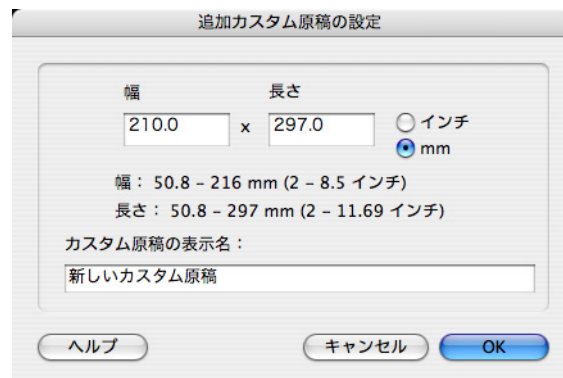 追加カスタム原稿の設定
幅 長さ
210.0 x 297.0 インチ
mm
幅： 50.8 – 216 mm (2 – 8.5 インチ)
長さ： 50.8 – 297 mm (2 – 11.69 インチ)
カスタム原稿の表示名：
新しいカスタム原稿
ヘルプ キャンセル OK